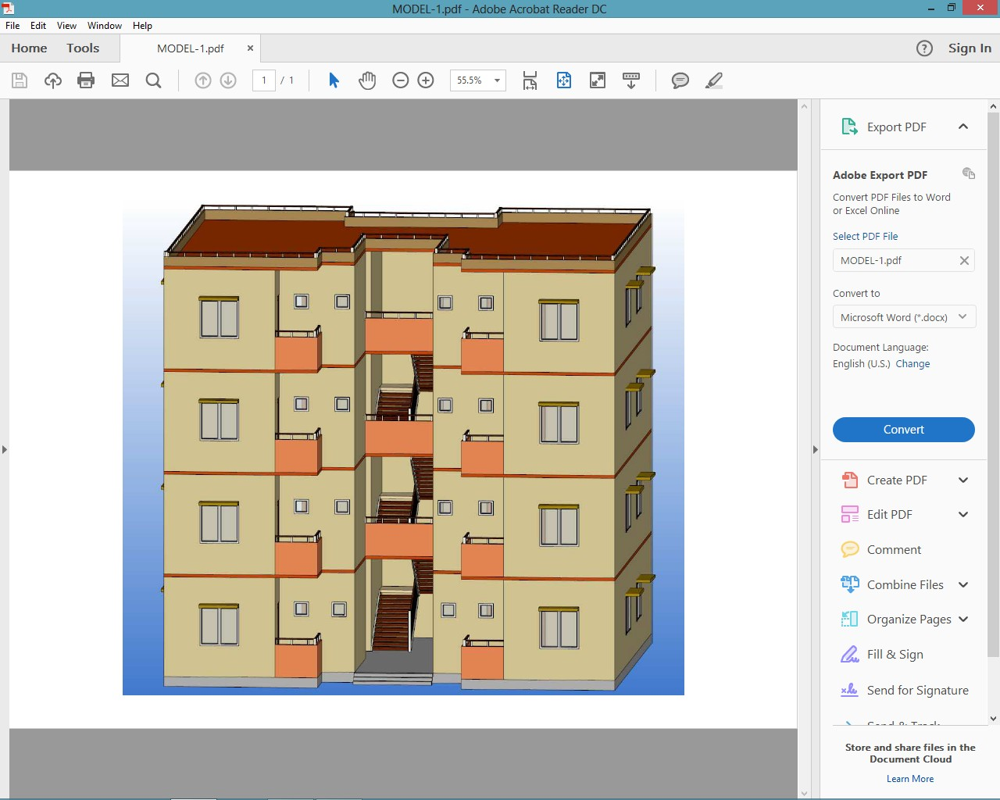 MODEL-1.pdf - Adobe Acrobat Reader DC
File Edit View Window Help
Home Tools MODEL-1.pdf × ? Sign In
1 / 1 55.5%
Export PDF
Adobe Export PDF
Convert PDF Files to Word
or Excel Online
Select PDF File
MODEL-1.pdf
Convert to
Microsoft Word (*.docx)
Document Language:
English (U.S.) Change
Convert
Create PDF
Edit PDF
Comment
Combine Files
Organize Pages
Fill & Sign
Send for Signature
Send & Track
Store and share files in the
Document Cloud
Learn More